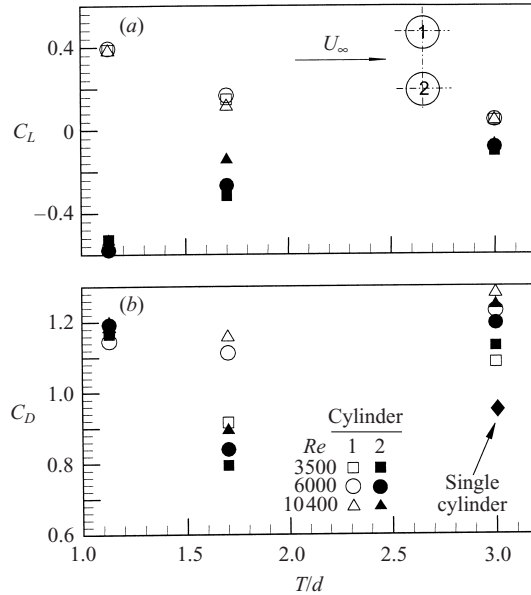 (a)
0.4
0
−0.4
C_L
U_∞
1
2
(b)
1.2
1.0
0.8
0.6
C_D
Cylinder
Re 1 2
3500
6000
10 400
Single
cylinder
1.0 1.5 2.0 2.5 3.0
T/d